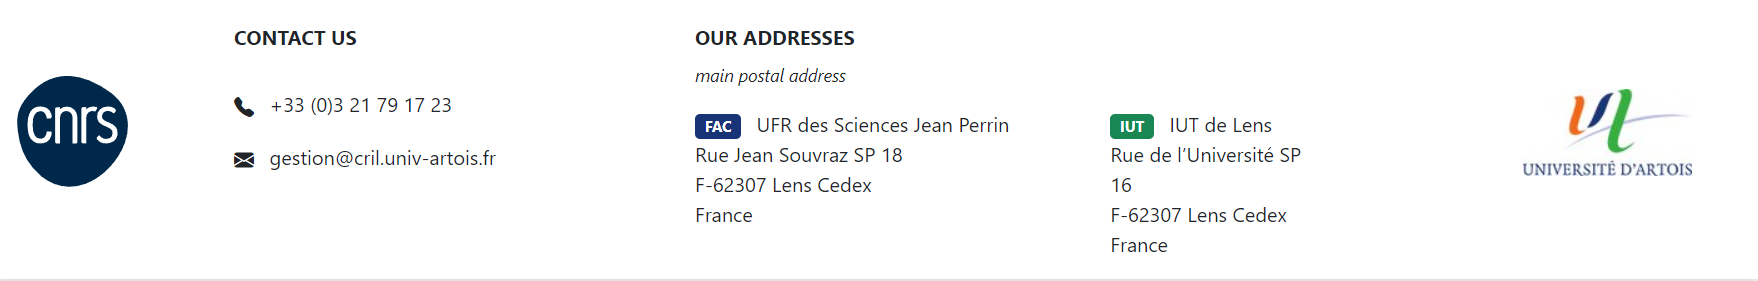 cnrs
CONTACT US
+33 (0)3 21 79 17 23
gestion@cril.univ-artois.fr
OUR ADDRESSES
main postal address
FAC UFR des Sciences Jean Perrin
Rue Jean Souvraz SP 18
F-62307 Lens Cedex
France
IUT IUT de Lens
Rue de l’Université SP
16
F-62307 Lens Cedex
France
UNIVERSITÉ D'ARTOIS